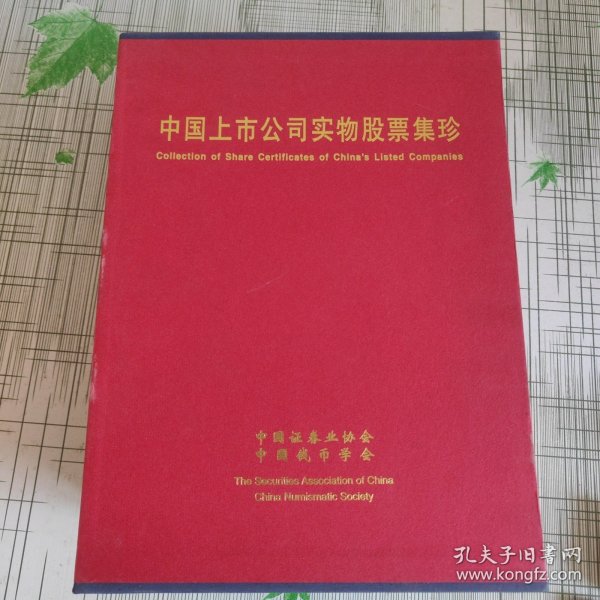 中国上市公司实物股票集珍
Collection of Share Certificates of China's Listed Companies
中国证券业协会
中国钱币学会
The Securities Association of China
China Numismatic Society
孔夫子旧书网
www.kongfz.com